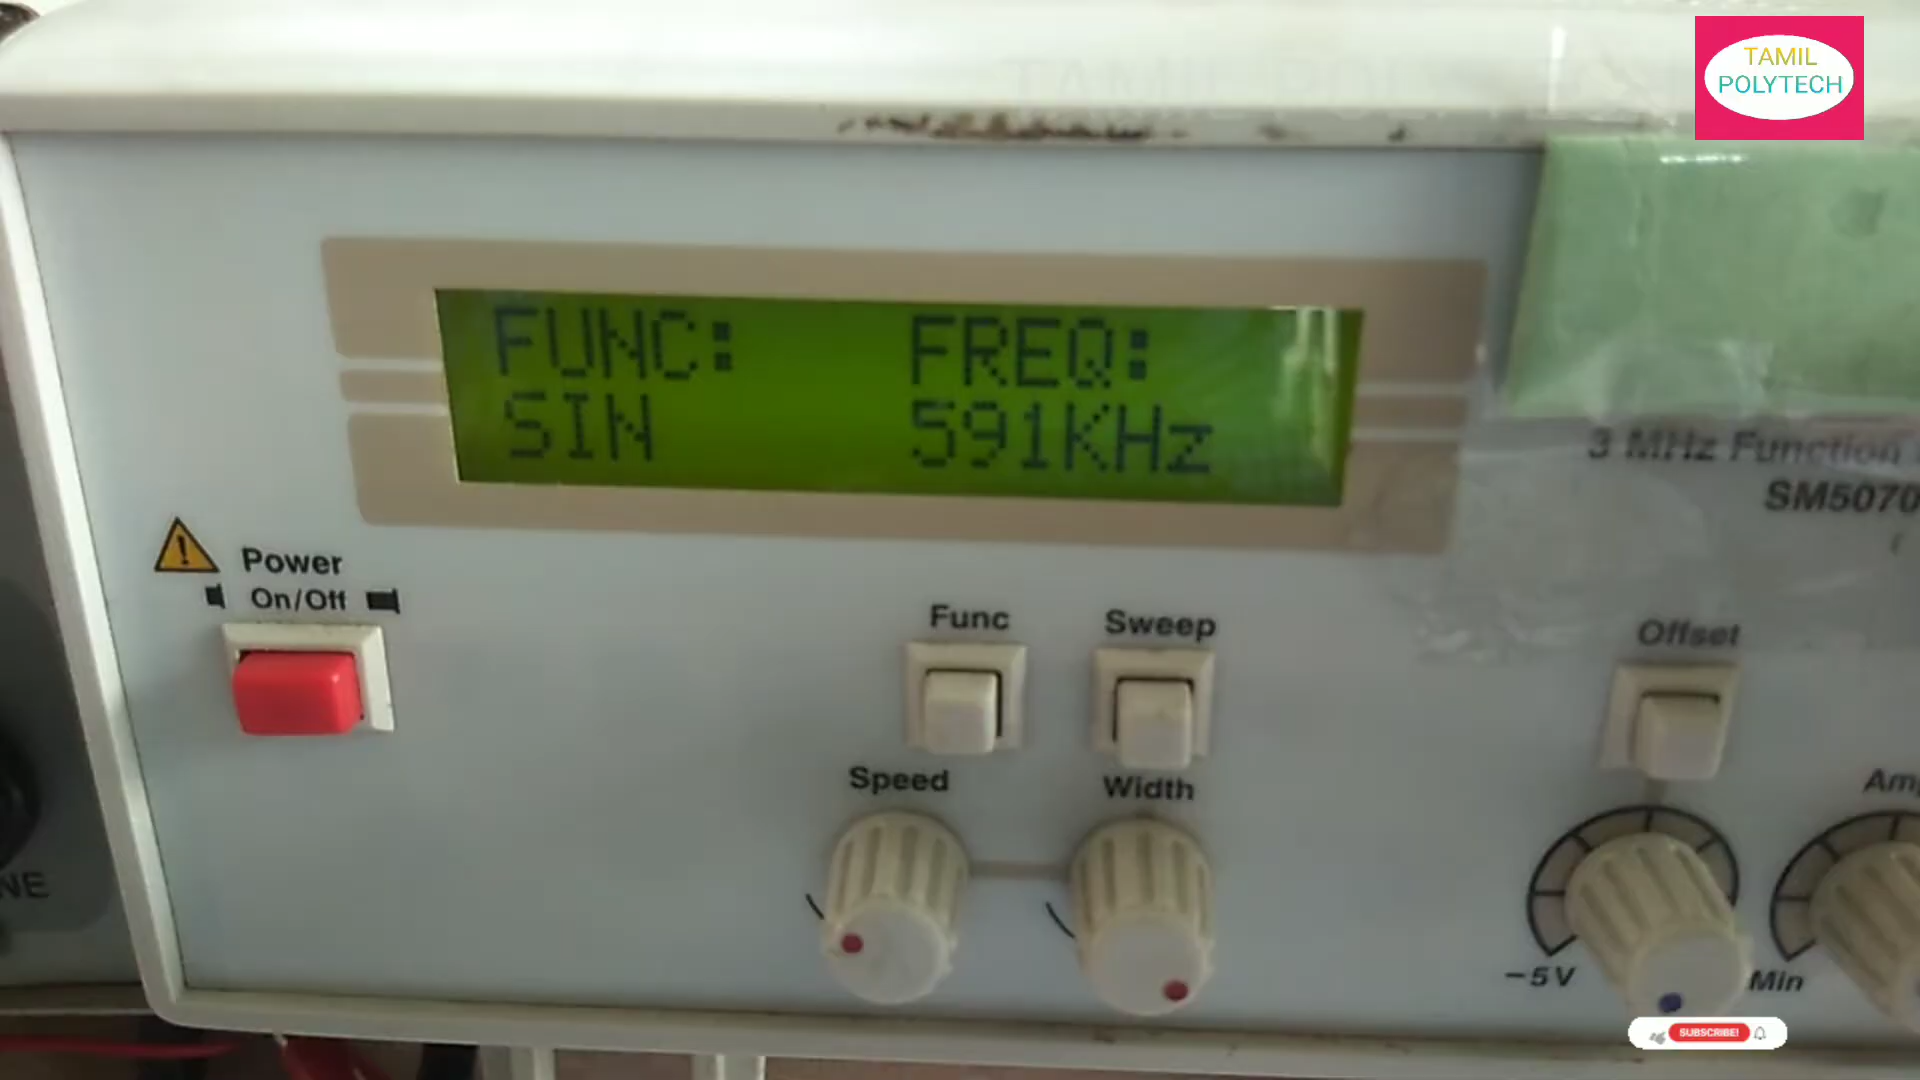 TAMIL
POLYTECH
FUNC: FREQ:
SIN 591KHz
3 MHz Function
SM5070
Power
On/Off
Func Sweep Offset
Speed Width
-5V Min
SUBSCRIBE!